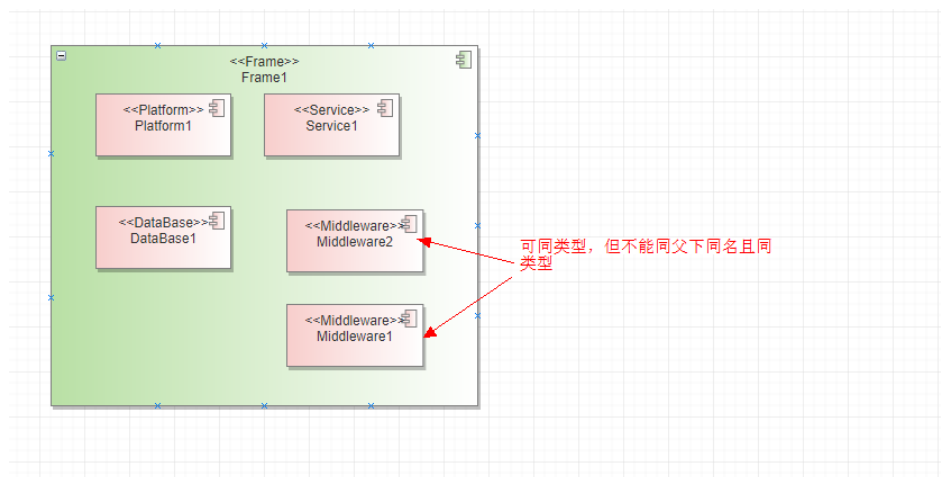 <<Frame>>
Frame1
<<Platform>>
Platform1
<<Service>>
Service1
<<DataBase>>
DataBase1
<<Middleware>>
Middleware2
可同类型，但不能同父下同名且同
类型
<<Middleware>>
Middleware1